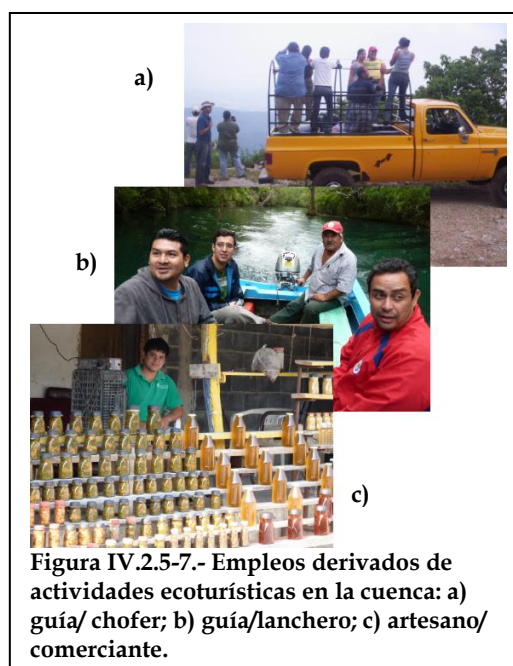 a)
b)
c)
Figura IV.2.5-7.- Empleos derivados de
actividades ecoturísticas en la cuenca: a)
guía/ chofer; b) guía/lanchero; c) artesano/
comerciante.